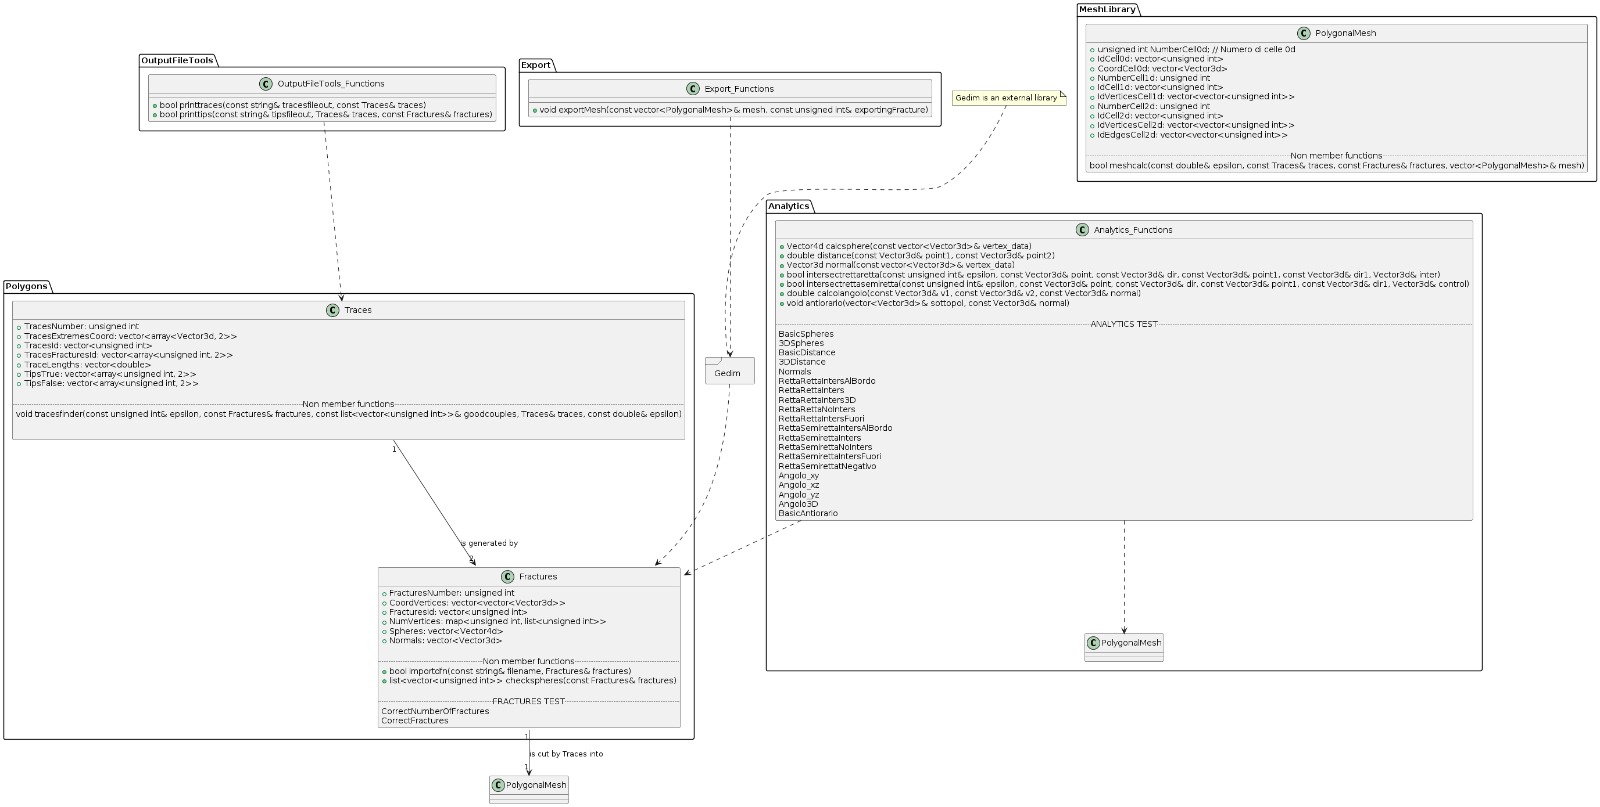 MeshLibrary
C PolygonalMesh
unsigned int NumberCell0d; // Numero di celle 0d
IdCell0d: vector<unsigned int>
CoordCell0d: vector<Vector3d>
NumberCell1d: unsigned int
IdCell1d: vector<unsigned int>
IdVerticesCell1d: vector<vector<unsigned int>>
NumberCell2d: unsigned int
IdCell2d: vector<unsigned int>
IdVerticesCell2d: vector<vector<unsigned int>>
IdEdgesCell2d: vector<vector<unsigned int>>
Non member functions
bool meshcalc(const double& epsilon, const Traces& traces, const Fractures& fractures, vector<PolygonalMesh>& mesh)
OutputFileTools
C OutputFileTools_Functions
bool printtraces(const string& tracesfileout, const Traces& traces)
bool printtips(const string& tipsfileout, Traces& traces, const Fractures& fractures)
Export
C Export_Functions
void exportMesh(const vector<PolygonalMesh>& mesh, const unsigned int& exportingFracture)
Gedim is an external library
Analytics
C Analytics_Functions
Vector4d calcsphere(const vector<Vector3d>& vertex_data)
double distance(const Vector3d& point1, const Vector3d& point2)
Vector3d normal(const vector<Vector3d>& vertex_data)
bool intersectrettaretta(const unsigned int& epsilon, const Vector3d& point, const Vector3d& dir, const Vector3d& point1, const Vector3d& dir1, Vector3d& inter)
bool intersectrettasemiretta(const unsigned int& epsilon, const Vector3d& point, const Vector3d& dir, const Vector3d& point1, const Vector3d& dir1, Vector3d& control)
double calcolangolo(const Vector3d& v1, const Vector3d& v2, const Vector3d& normal)
void antiorario(vector<Vector3d>& sottopol, const Vector3d& normal)
ANALYTICS TEST
BasicSpheres
3DSpheres
BasicDistance
3DDistance
Normals
RettaRettaIntersAlBordo
RettaRettaInters
RettaRettaInters3D
RettaRettaNoInters
RettaRettaIntersFuori
RettaSemirettaIntersAlBordo
RettaSemirettaInters
RettaSemirettaNoInters
RettaSemirettaIntersFuori
RettaSemirettatNegativo
Angolo_xy
Angolo_xz
Angolo_yz
Angolo3D
BasicAntiorario
Polygons
C Traces
TracesNumber: unsigned int
TracesExtremesCoord: vector<array<Vector3d, 2>>
TracesId: vector<unsigned int>
TracesFracturesId: vector<array<unsigned int, 2>>
TraceLengths: vector<double>
TipsTrue: vector<array<unsigned int, 2>>
TipsFalse: vector<array<unsigned int, 2>>
Non member functions
void tracesfinder(const unsigned int& epsilon, const Fractures& fractures, const list<vector<unsigned int>>& goodcouples, Traces& traces, const double& epsilon)
Gedim
1
is generated by
2
C Fractures
FracturesNumber: unsigned int
CoordVertices: vector<vector<Vector3d>>
FracturesId: vector<unsigned int>
NumVertices: map<unsigned int, list<unsigned int>>
Spheres: vector<Vector4d>
Normals: vector<Vector3d>
Non member functions
bool importdfn(const string& filename, Fractures& fractures)
list<vector<unsigned int>> checkspheres(const Fractures& fractures)
FRACTURES TEST
CorrectNumberOfFractures
CorrectFractures
C PolygonalMesh
1
is cut by Traces into
1
C PolygonalMesh